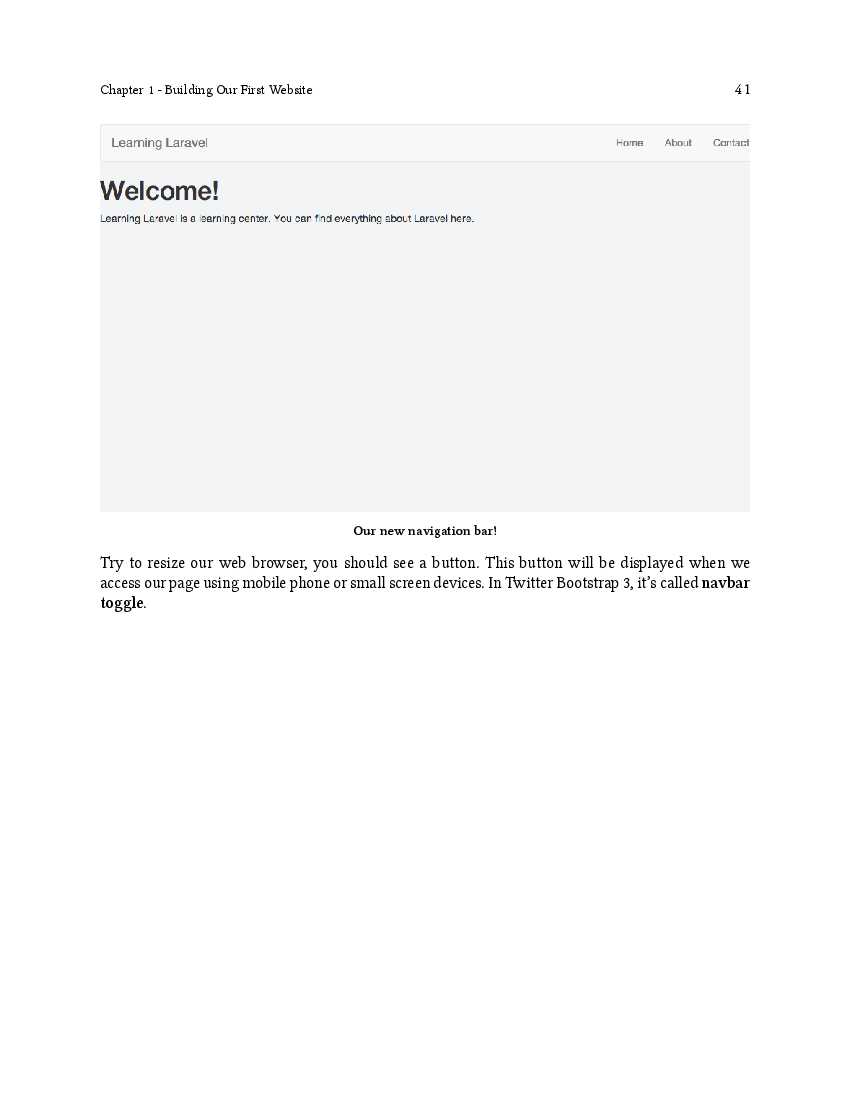 Chapter 1 - Building Our First Website 41
Learning Laravel Home About Contact
Welcome!
Learning Laravel is a learning center. You can find everything about Laravel here.
Our new navigation bar!
Try to resize our web browser, you should see a button. This button will be displayed when we
access our page using mobile phone or small screen devices. In Twitter Bootstrap 3, it’s called navbar
toggle.